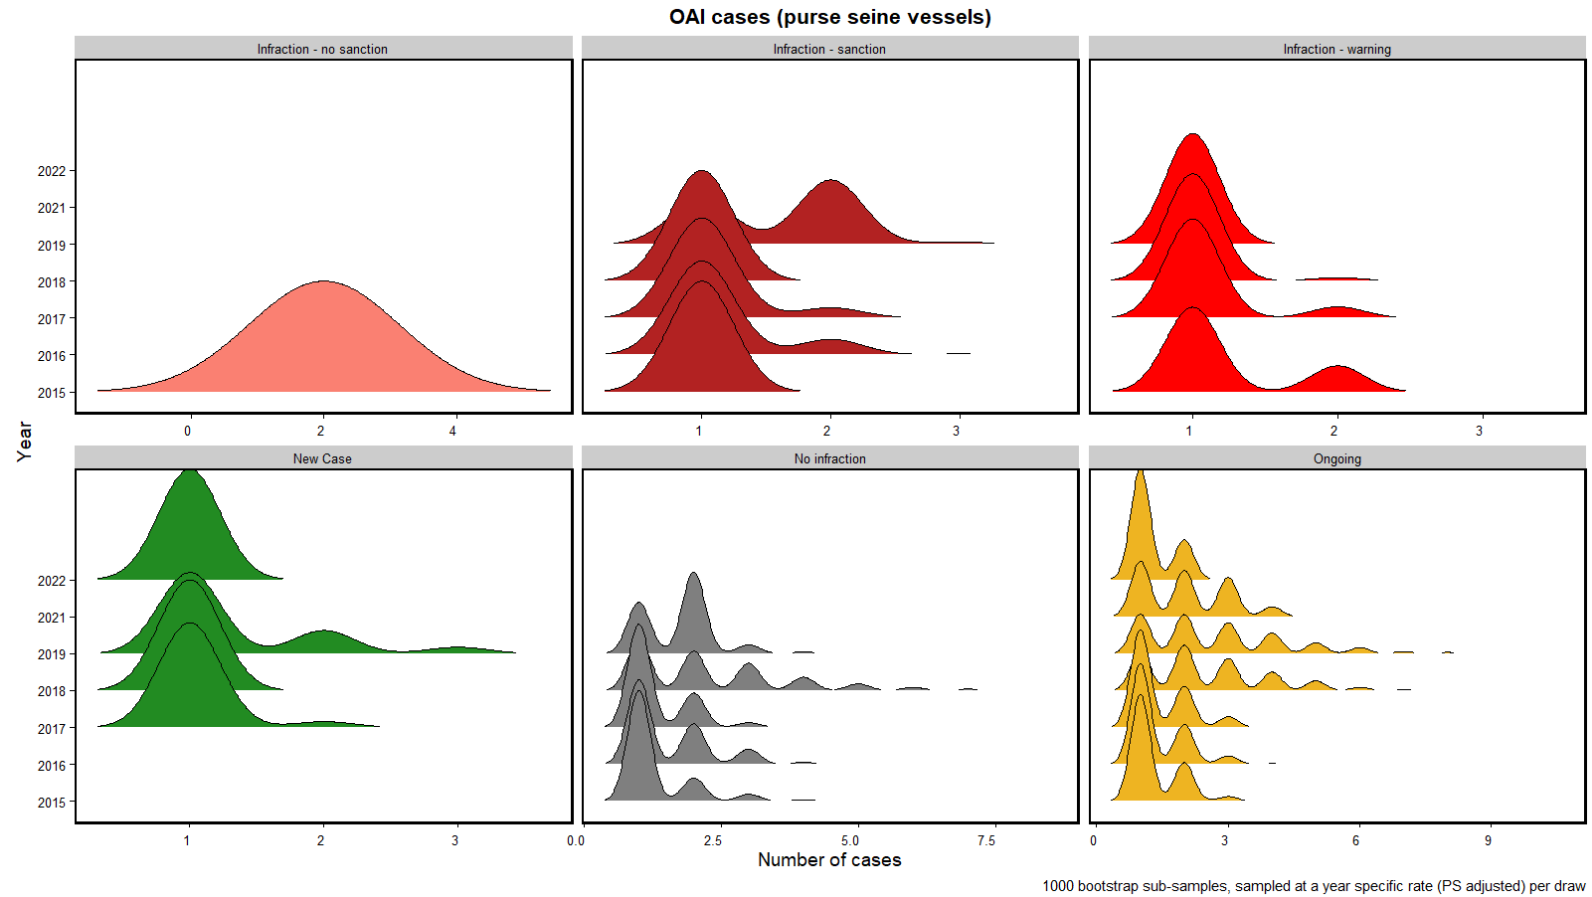 OAI cases (purse seine vessels)
Infraction - no sanction
Infraction - sanction
Infraction - warning
2022
2021
2019
2018
2017
2016
2015
0 2 4
1 2 3
1 2 3
Year
New Case
No infraction
Ongoing
2022
2021
2019
2018
2017
2016
2015
1 2 3
0.0 2.5 5.0 7.5
0 3 6 9
Number of cases
1000 bootstrap sub-samples, sampled at a year specific rate (PS adjusted) per draw